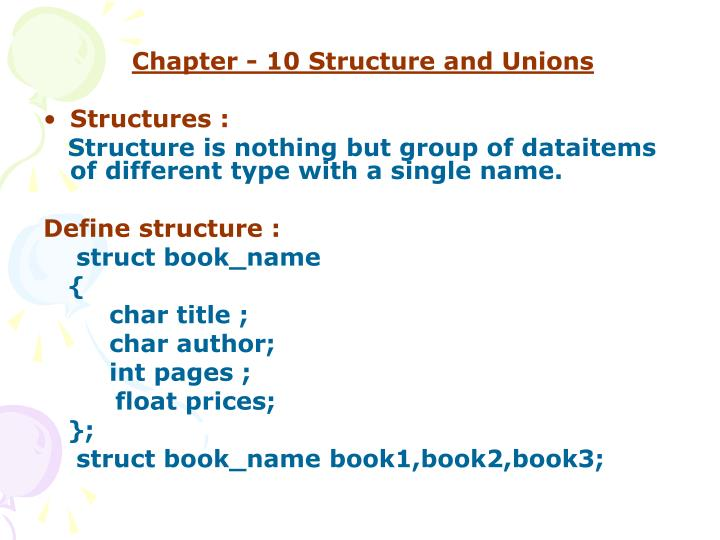 Chapter - 10 Structure and Unions
• Structures :
Structure is nothing but group of dataitems
of different type with a single name.
Define structure :
struct book_name
{
char title ;
char author;
int pages ;
float prices;
};
struct book_name book1,book2,book3;